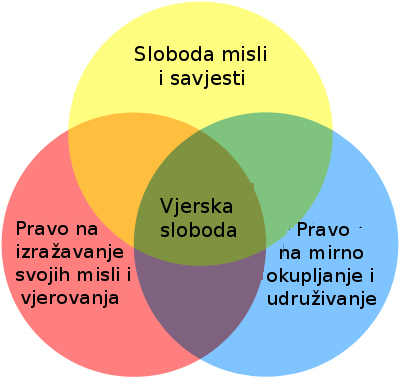 Sloboda misli
i savjesti
Vjerska
sloboda
Pravo na
izražavanje
svojih misli i
vjerovanja
Pravo
na mirno
okupljanje i
udruživanje